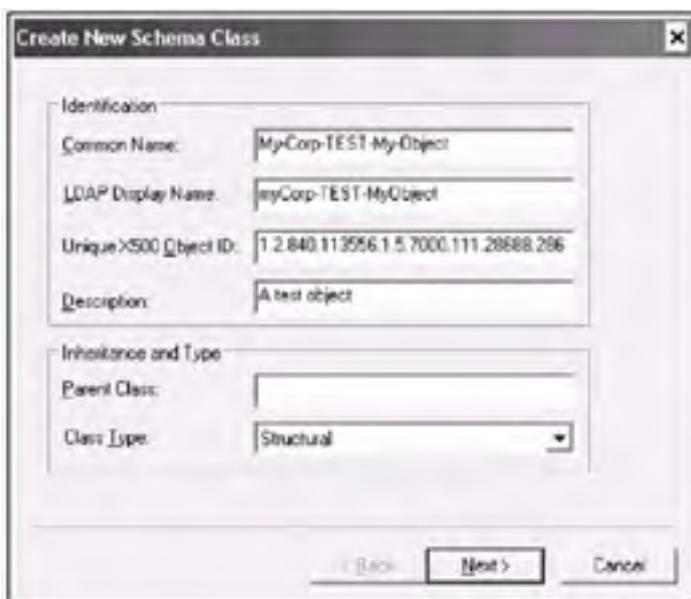 Create New Schema Class
Identification
Common Name:
My-Corp-TEST-My-Object
LDAP Display Name:
myCorp-TEST-MyObject
Unique X500 Object ID:
1.2.840.113556.1.5.7000.111.28688.286
Description:
A test object
Inheritance and Type
Parent Class:
Class Type:
Structural
< Back
Next >
Cancel